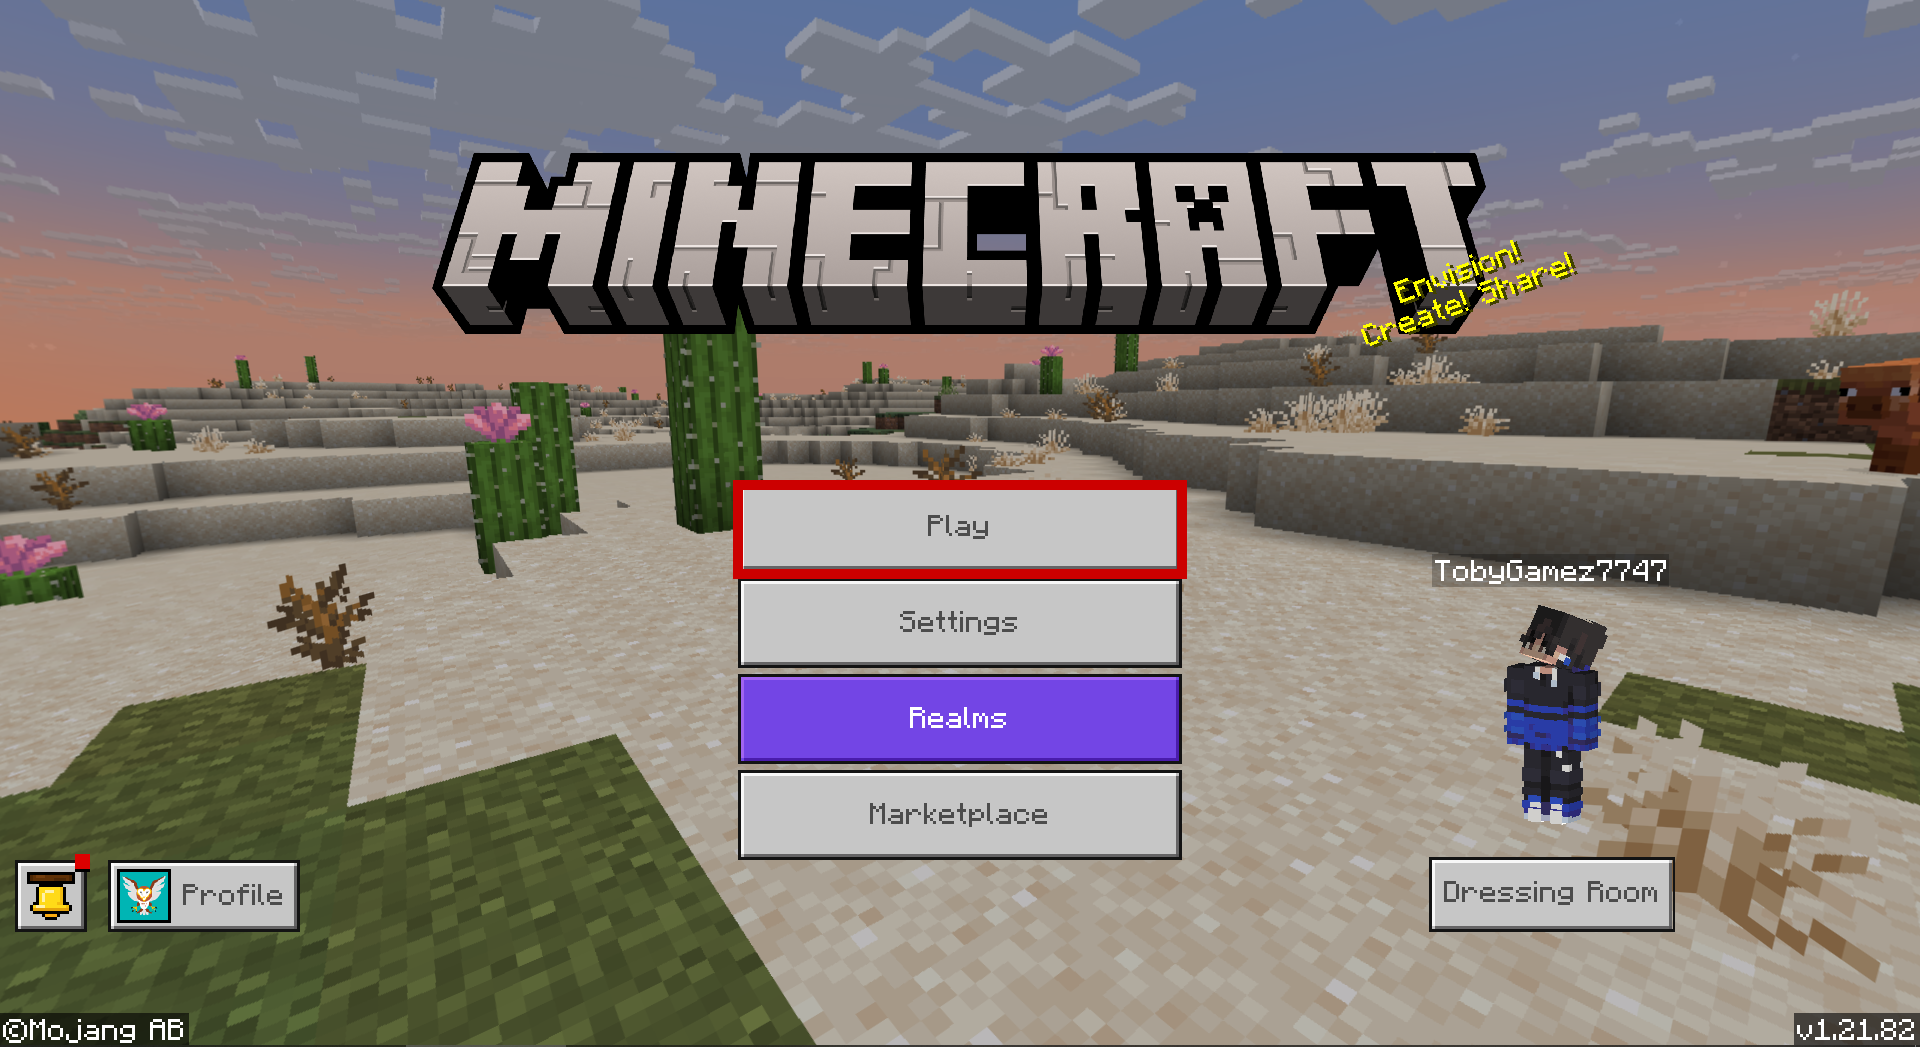 MINECRAFT
Envision!
Create! Share!
Play
Settings
TobyGamez7747
Realms
Marketplace
Profile
Dressing Room
©Mojang AB
v1.21.82